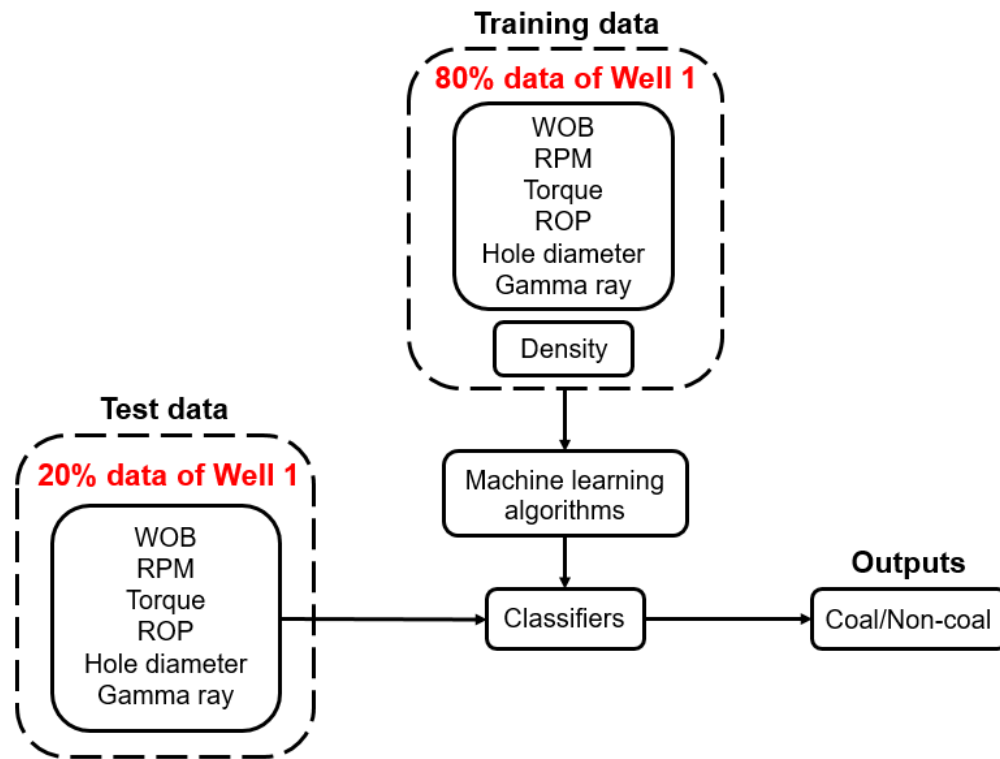 Training data
80% data of Well 1
WOB
RPM
Torque
ROP
Hole diameter
Gamma ray
Density
Machine learning
algorithms
Test data
20% data of Well 1
WOB
RPM
Torque
ROP
Hole diameter
Gamma ray
Classifiers
Outputs
Coal/Non-coal